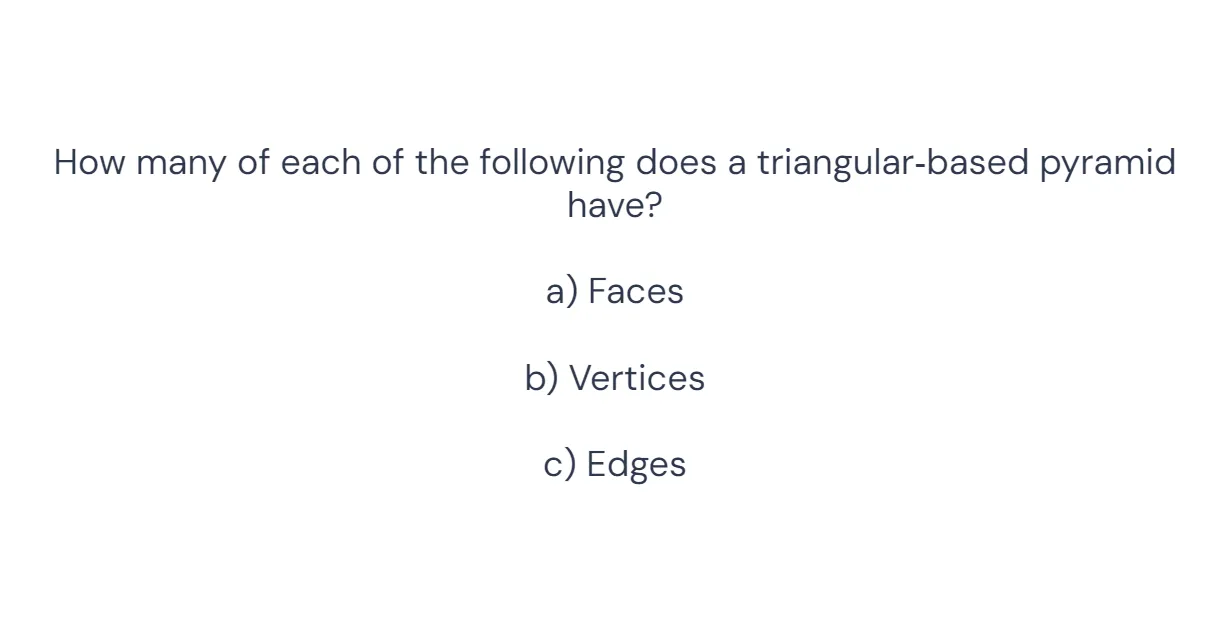 How many of each of the following does a triangular-based pyramid
have?
a) Faces
b) Vertices
c) Edges